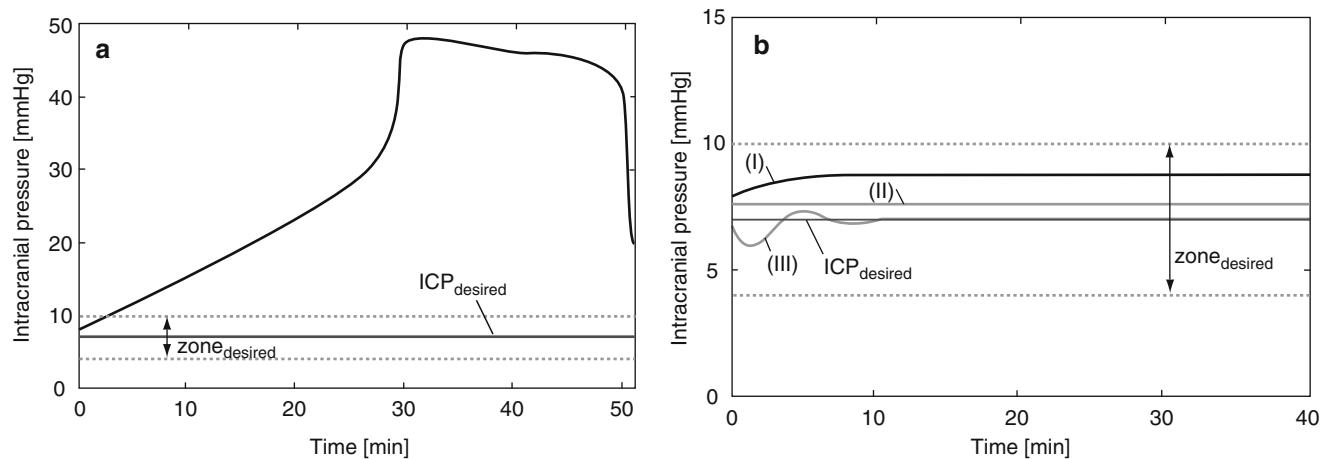 a
Intracranial pressure [mmHg]
50
40
30
20
10
0
ICPdesired
zonedesired
0 10 20 30 40 50
Time [min]
b
Intracranial pressure [mmHg]
15
10
5
0
(I)
(II)
(III)
ICPdesired
zonedesired
0 10 20 30 40
Time [min]